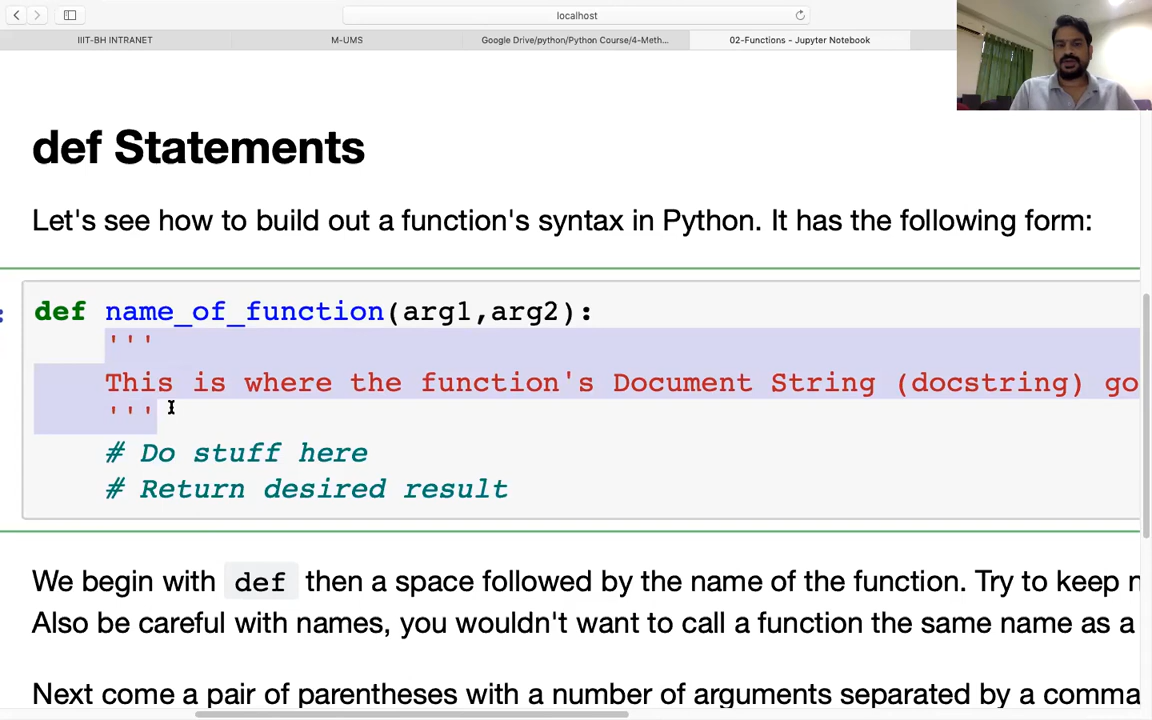 localhost
IIIT-BH INTRANET
M-UMS
Google Drive/python/Python Course/4-Meth...
02-Functions - Jupyter Notebook
def Statements
Let's see how to build out a function's syntax in Python. It has the following form:
def name_of_function(arg1,arg2):
'''
This is where the function's Document String (docstring) go
'''
# Do stuff here
# Return desired result
We begin with def then a space followed by the name of the function. Try to keep
Also be careful with names, you wouldn't want to call a function the same name as a
Next come a pair of parentheses with a number of arguments separated by a comma